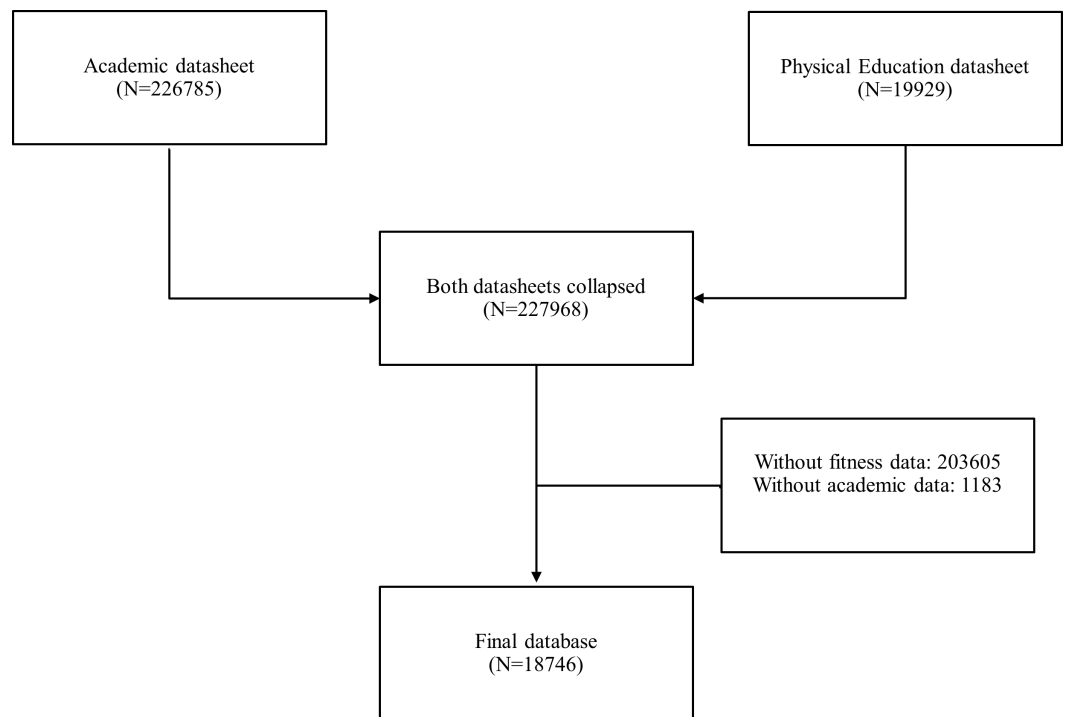 Academic datasheet
(N=226785)
Physical Education datasheet
(N=19929)
Both datasheets collapsed
(N=227968)
Without fitness data: 203605
Without academic data: 1183
Final database
(N=18746)